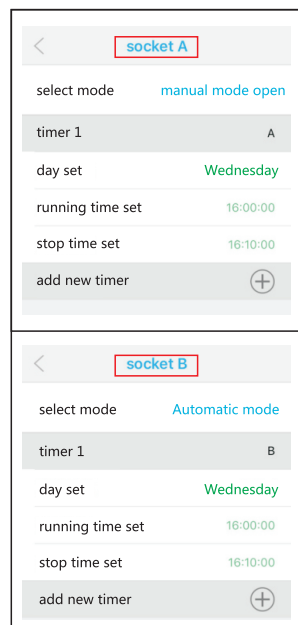 socket A
select mode manual mode open
timer 1 A
day set Wednesday
running time set 16:00:00
stop time set 16:10:00
add new timer
socket B
select mode Automatic mode
timer 1 B
day set Wednesday
running time set 16:00:00
stop time set 16:10:00
add new timer